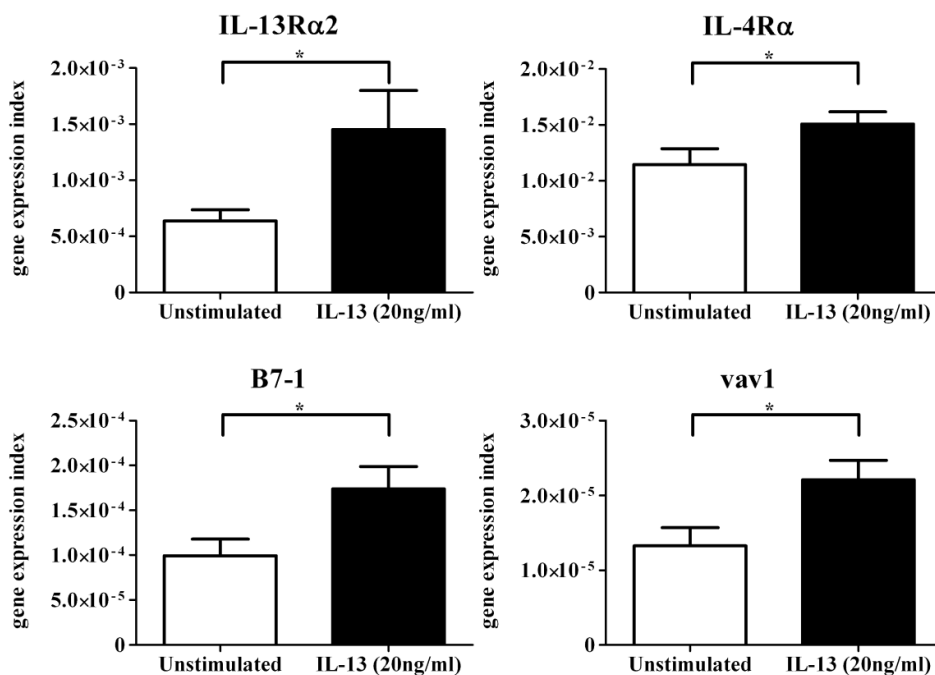 IL-13Rα2
*
gene expression index
2.0×10⁻³
1.5×10⁻³
1.0×10⁻³
5.0×10⁻⁴
0
Unstimulated IL-13 (20ng/ml)
IL-4Rα
*
gene expression index
2.0×10⁻²
1.5×10⁻²
1.0×10⁻²
5.0×10⁻³
0
Unstimulated IL-13 (20ng/ml)
B7-1
*
gene expression index
2.5×10⁻⁴
2.0×10⁻⁴
1.5×10⁻⁴
1.0×10⁻⁴
5.0×10⁻⁵
0
Unstimulated IL-13 (20ng/ml)
vav1
*
gene expression index
3.0×10⁻⁵
2.0×10⁻⁵
1.0×10⁻⁵
0
Unstimulated IL-13 (20ng/ml)